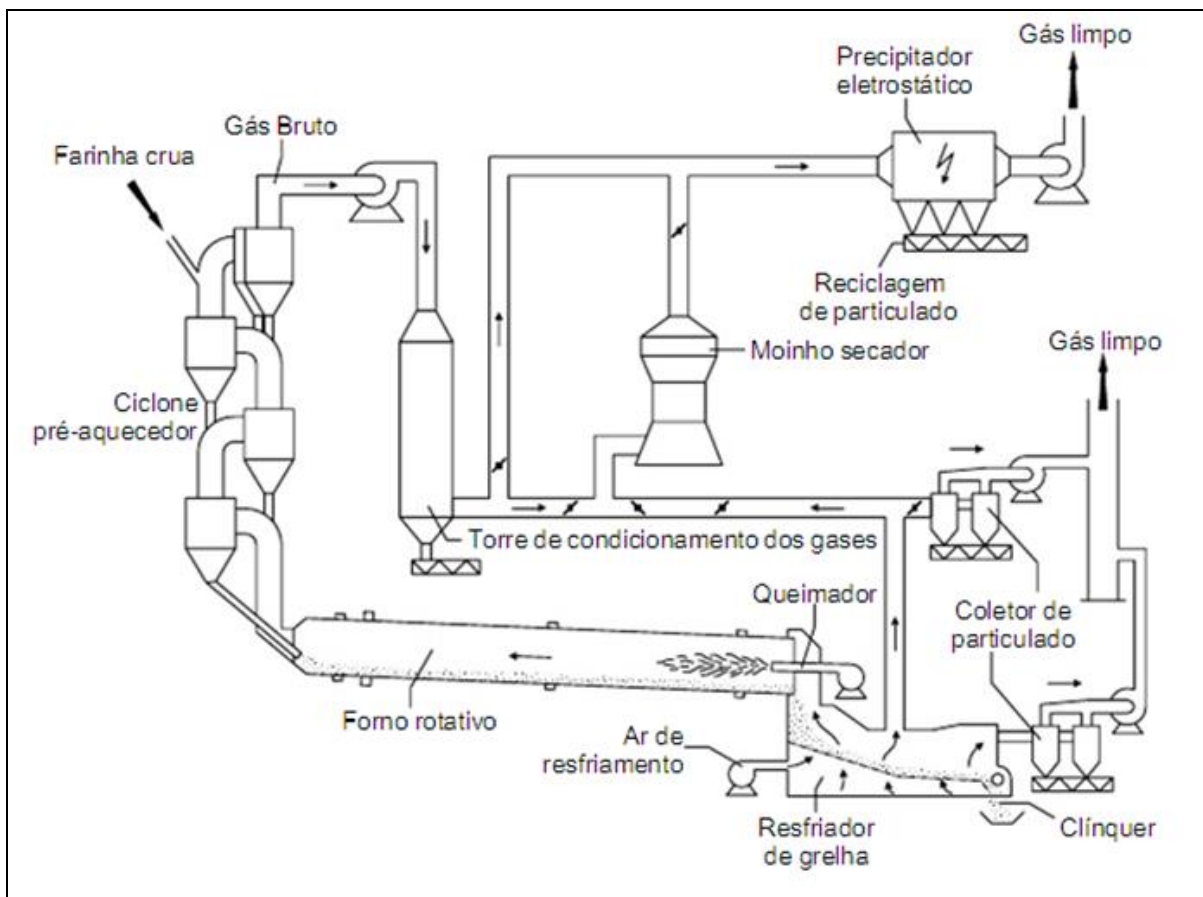 Gás limpo
Precipitador
eletrostático
Gás Bruto
Farinha crua
Reciclagem
de particulado
Moinho secador
Gás limpo
Ciclone
pré-aquecedor
Torre de condicionamento dos gases
Queimador
Coletor de
particulado
Forno rotativo
Ar de
resfriamento
Resfriador
de grelha
Clínquer